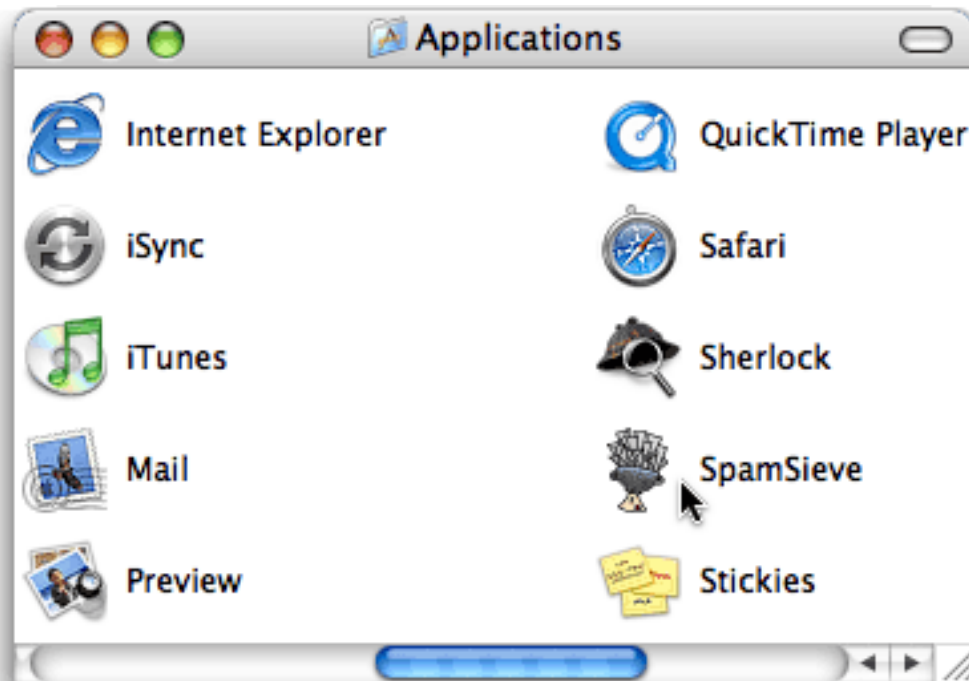 Applications
Internet Explorer
QuickTime Player
iSync
Safari
iTunes
Sherlock
Mail
SpamSieve
Preview
Stickies